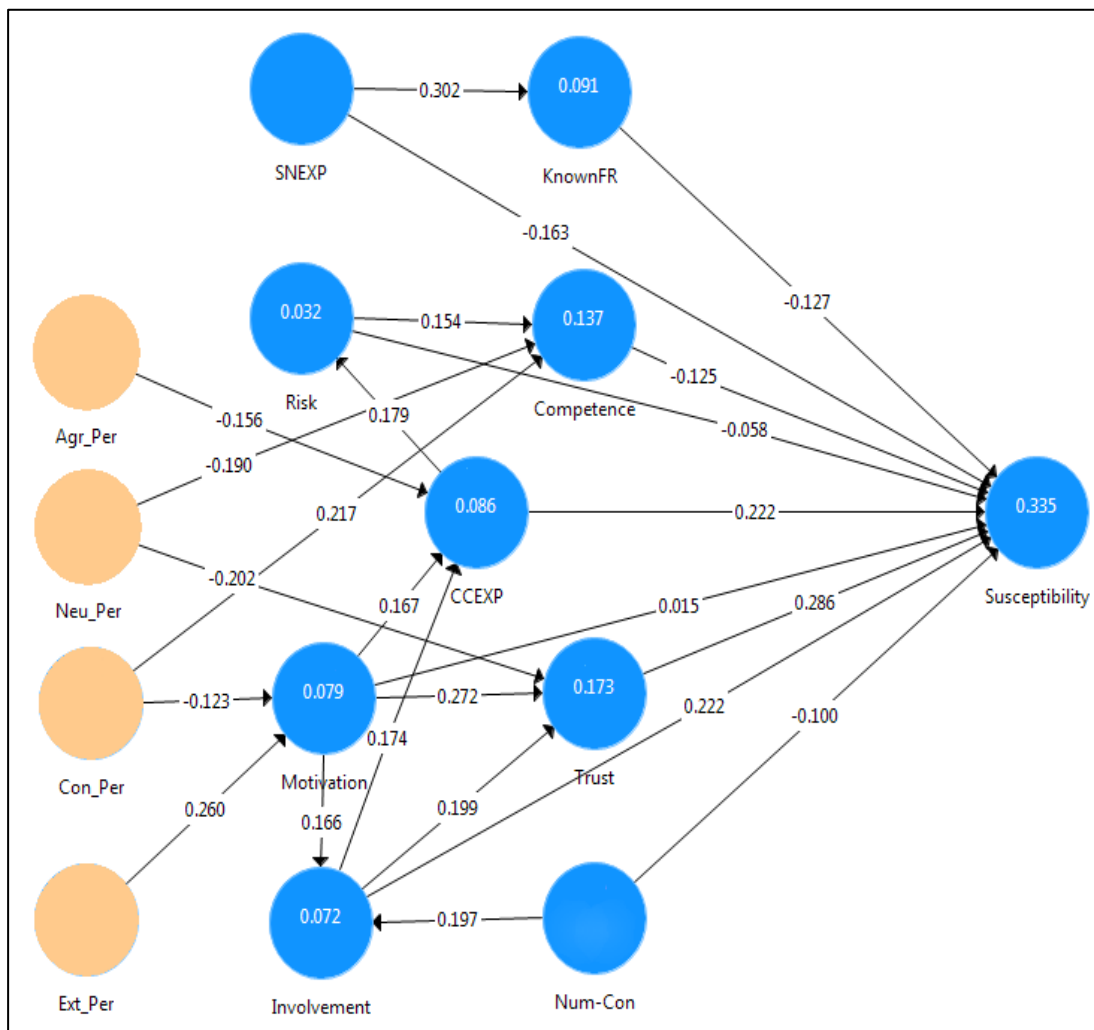 0.091
0.302
SNEXP
KnownFR
-0.163
-0.127
0.032
0.154
0.137
-0.125
Risk
Competence
0.179
-0.058
Agr_Per
-0.156
-0.190
0.086
0.222
0.335
0.217
CCEXP
Susceptibility
Neu_Per
-0.202
0.167
0.015
0.286
0.079
0.173
-0.123
0.272
0.222
-0.100
0.174
Con_Per
Motivation
Trust
0.260
0.166
0.199
0.072
0.197
Ext_Per
Involvement
Num-Con